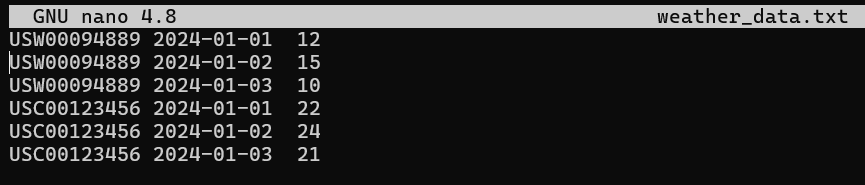 GNU nano 4.8 weather_data.txt
USW00094889 2024-01-01  12
USW00094889 2024-01-02  15
USW00094889 2024-01-03  10
USC00123456 2024-01-01  22
USC00123456 2024-01-02  24
USC00123456 2024-01-03  21